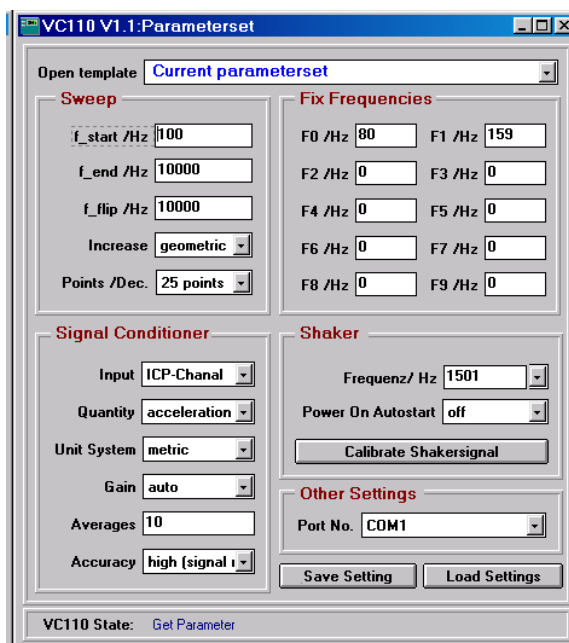 VC110 V1.1:Parameterset
Open template Current parameterset
Sweep
f_start /Hz 100
f_end /Hz 10000
f_flip /Hz 10000
Increase geometric
Points /Dec. 25 points
Fix Frequencies
F0 /Hz 80 F1 /Hz 159
F2 /Hz 0 F3 /Hz 0
F4 /Hz 0 F5 /Hz 0
F6 /Hz 0 F7 /Hz 0
F8 /Hz 0 F9 /Hz 0
Signal Conditioner
Input ICP-Chanal
Quantity acceleration
Unit System metric
Gain auto
Averages 10
Accuracy high (signal
Shaker
Frequenz/ Hz 1501
Power On Autostart off
Calibrate Shakersignal
Other Settings
Port No. COM1
Save Setting Load Settings
VC110 State: Get Parameter